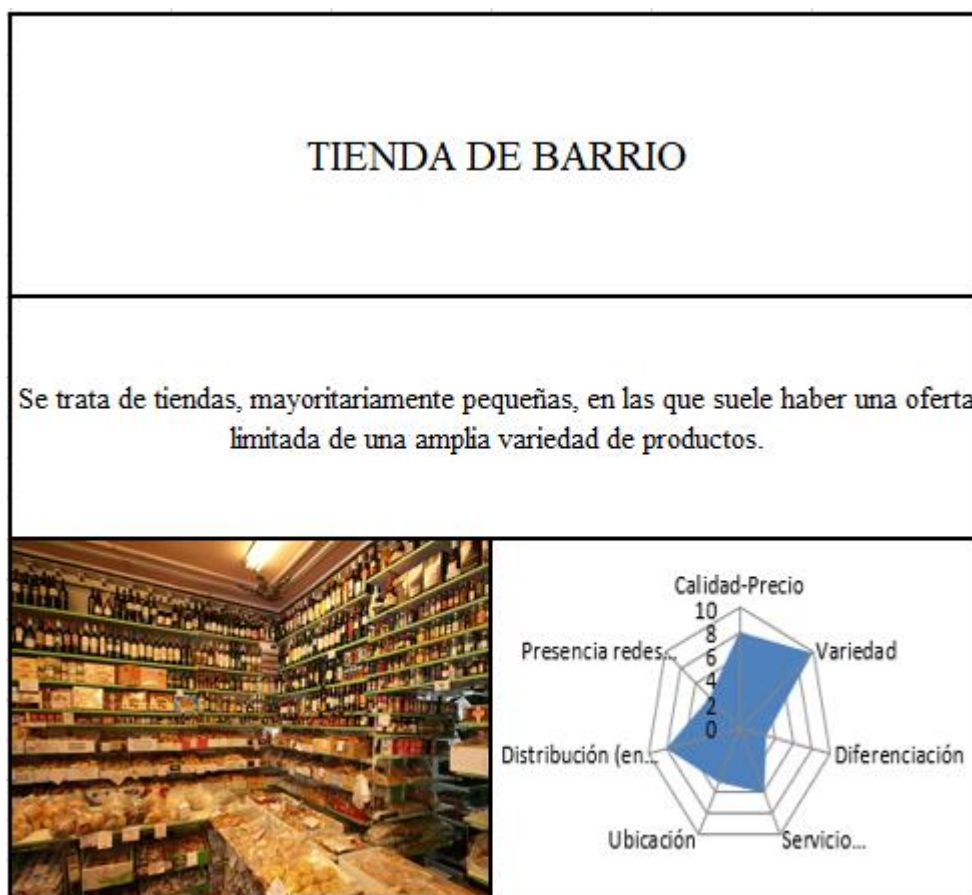 TIENDA DE BARRIO
Se trata de tiendas, mayoritariamente pequeñas, en las que suele haber una oferta
limitada de una amplia variedad de productos.
Calidad-Precio
10
8
6
4
2
0
Variedad
Diferenciación
Servicio...
Ubicación
Distribución (en...
Presencia redes...